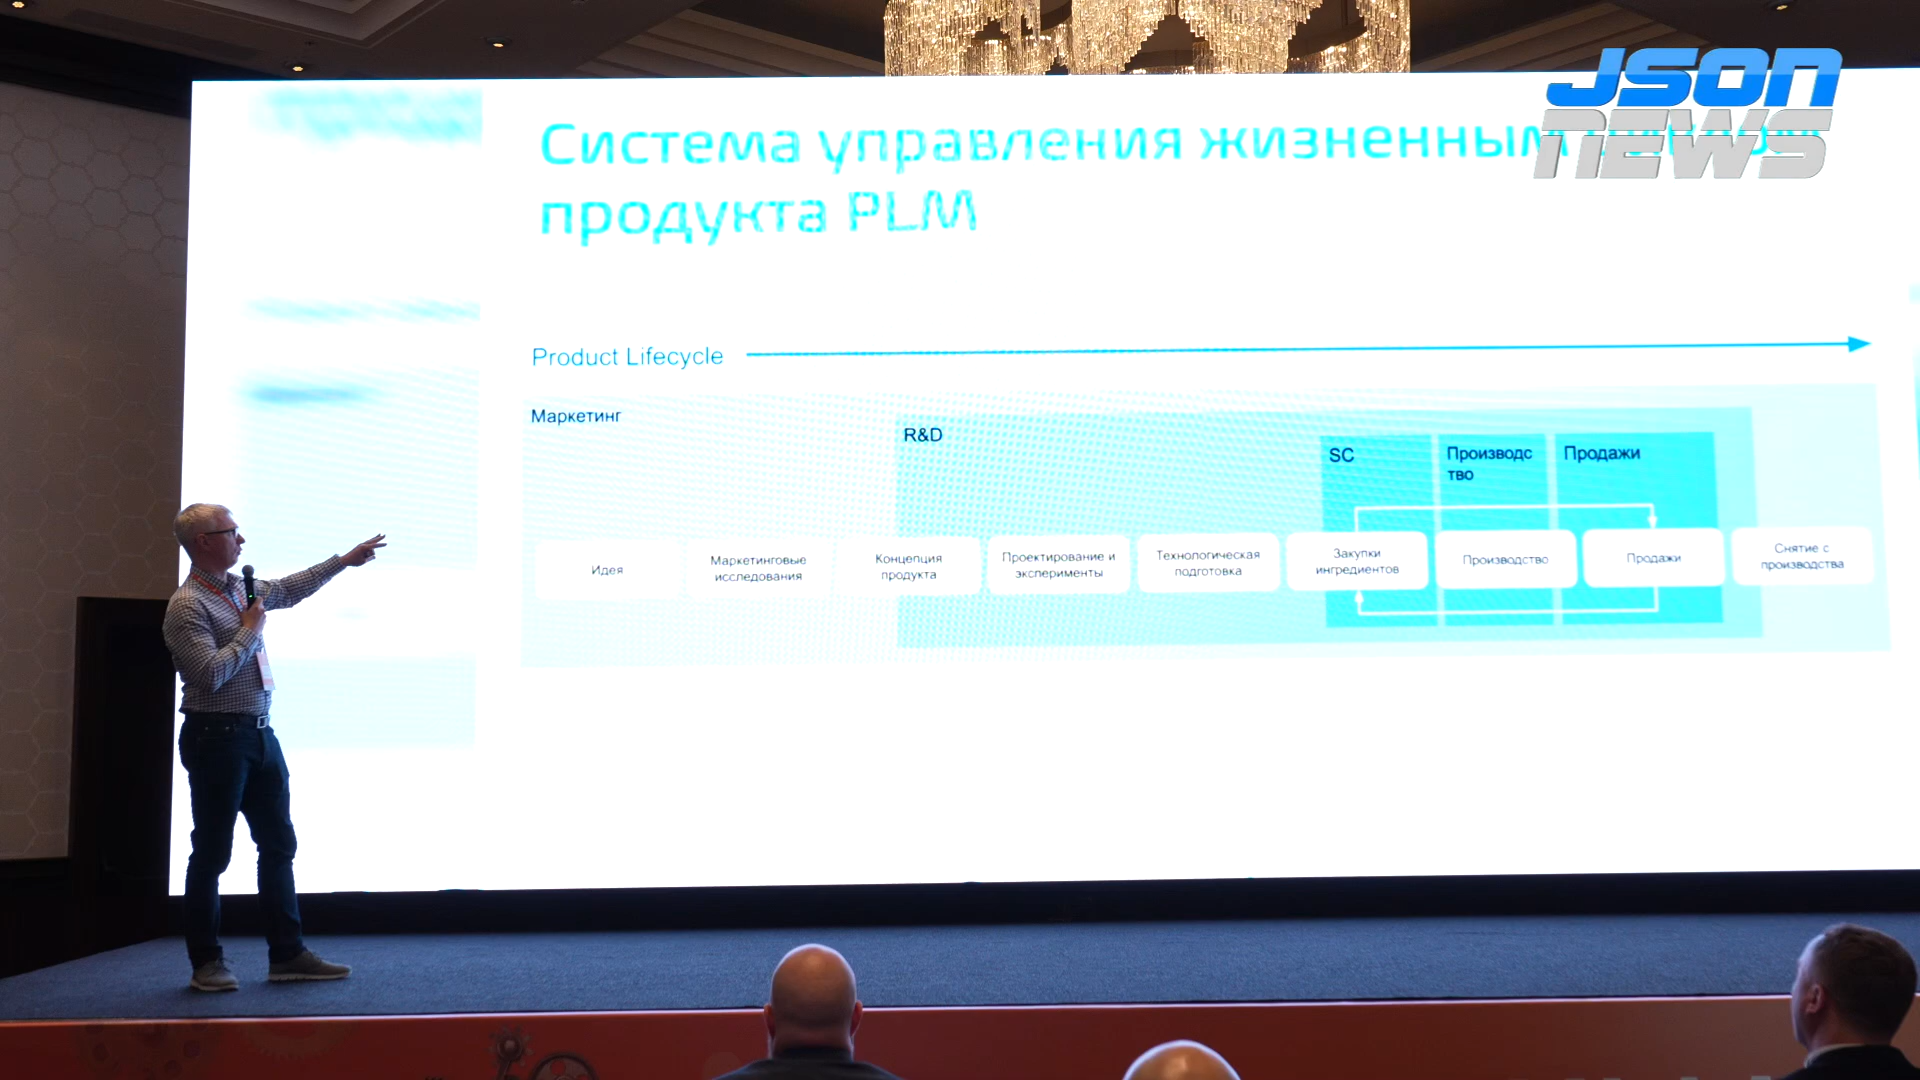 JSON
NEWS
Система управления жизненным
продукта PLM
Product Lifecycle
Маркетинг
R&D
SC
Производс
тво
Продажи
Идея
Маркетинговые
исследования
Концепция
продукта
Проектирование и
эксперименты
Технологическая
подготовка
Закупки
ингредиентов
Производство
Продажи
Снятие с
производства